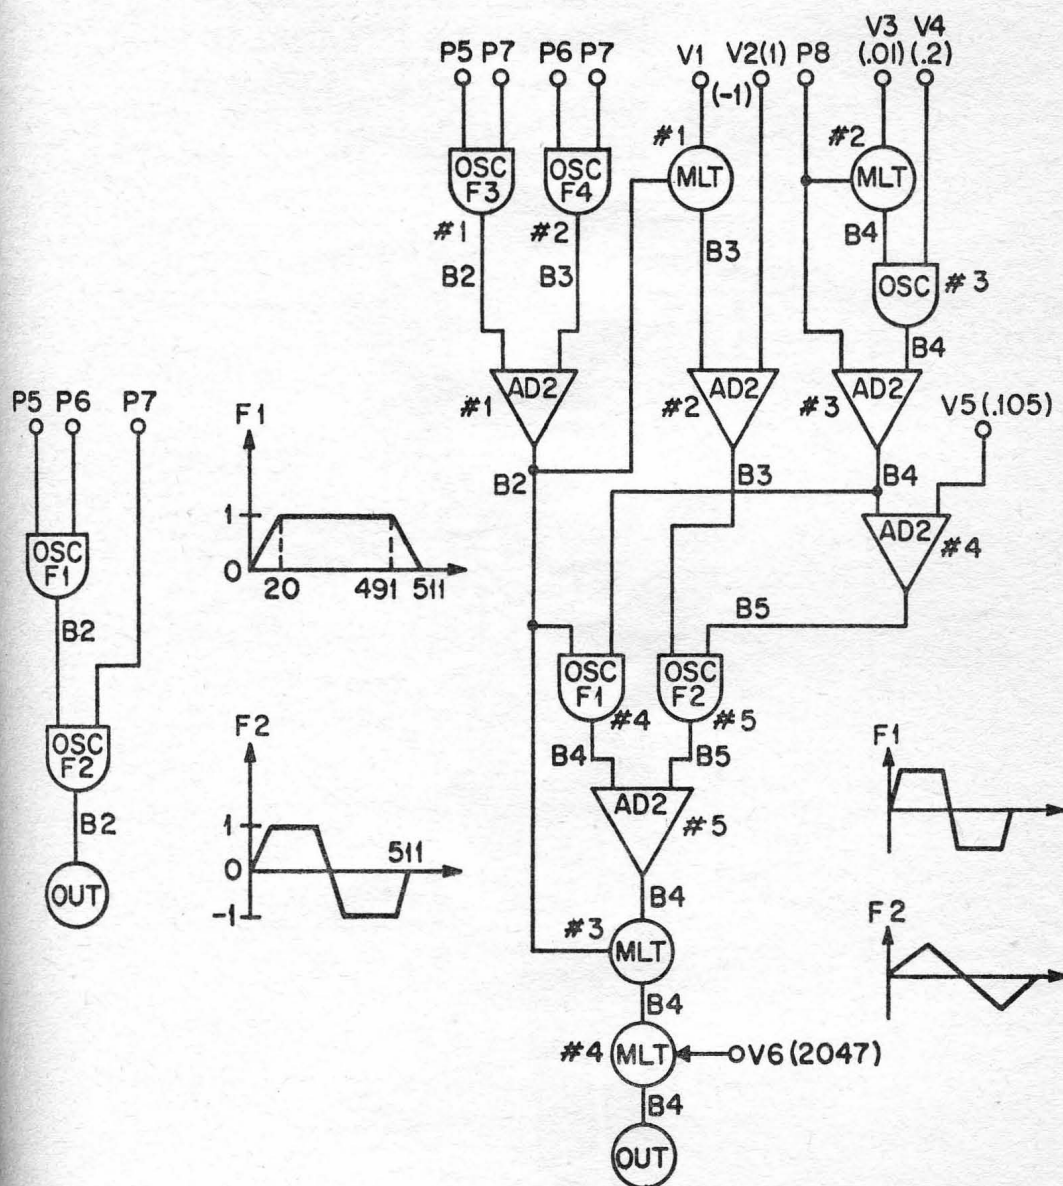 P5 P6 P7
OSC
F1
B2
OSC
F2
B2
OUT
F1
1
0
20 491 511
F2
1
0
-1
511
P5 P7 P6 P7 V1 V2(1) P8 V3 V4
(-1) (.01) (.2)
OSC
F3
#1
B2
OSC
F4
#2
B3
#1
MLT
B3
#2
MLT
B4
OSC
#3
B4
#1
AD2
#2
AD2
#3
AD2
V5(.105)
B2
B3
B4
AD2
#4
B5
OSC
F1
#4
B4
OSC
F2
#5
B5
AD2
#5
B4
#3
MLT
B4
#4
MLT
V6(2047)
B4
OUT
F1
F2